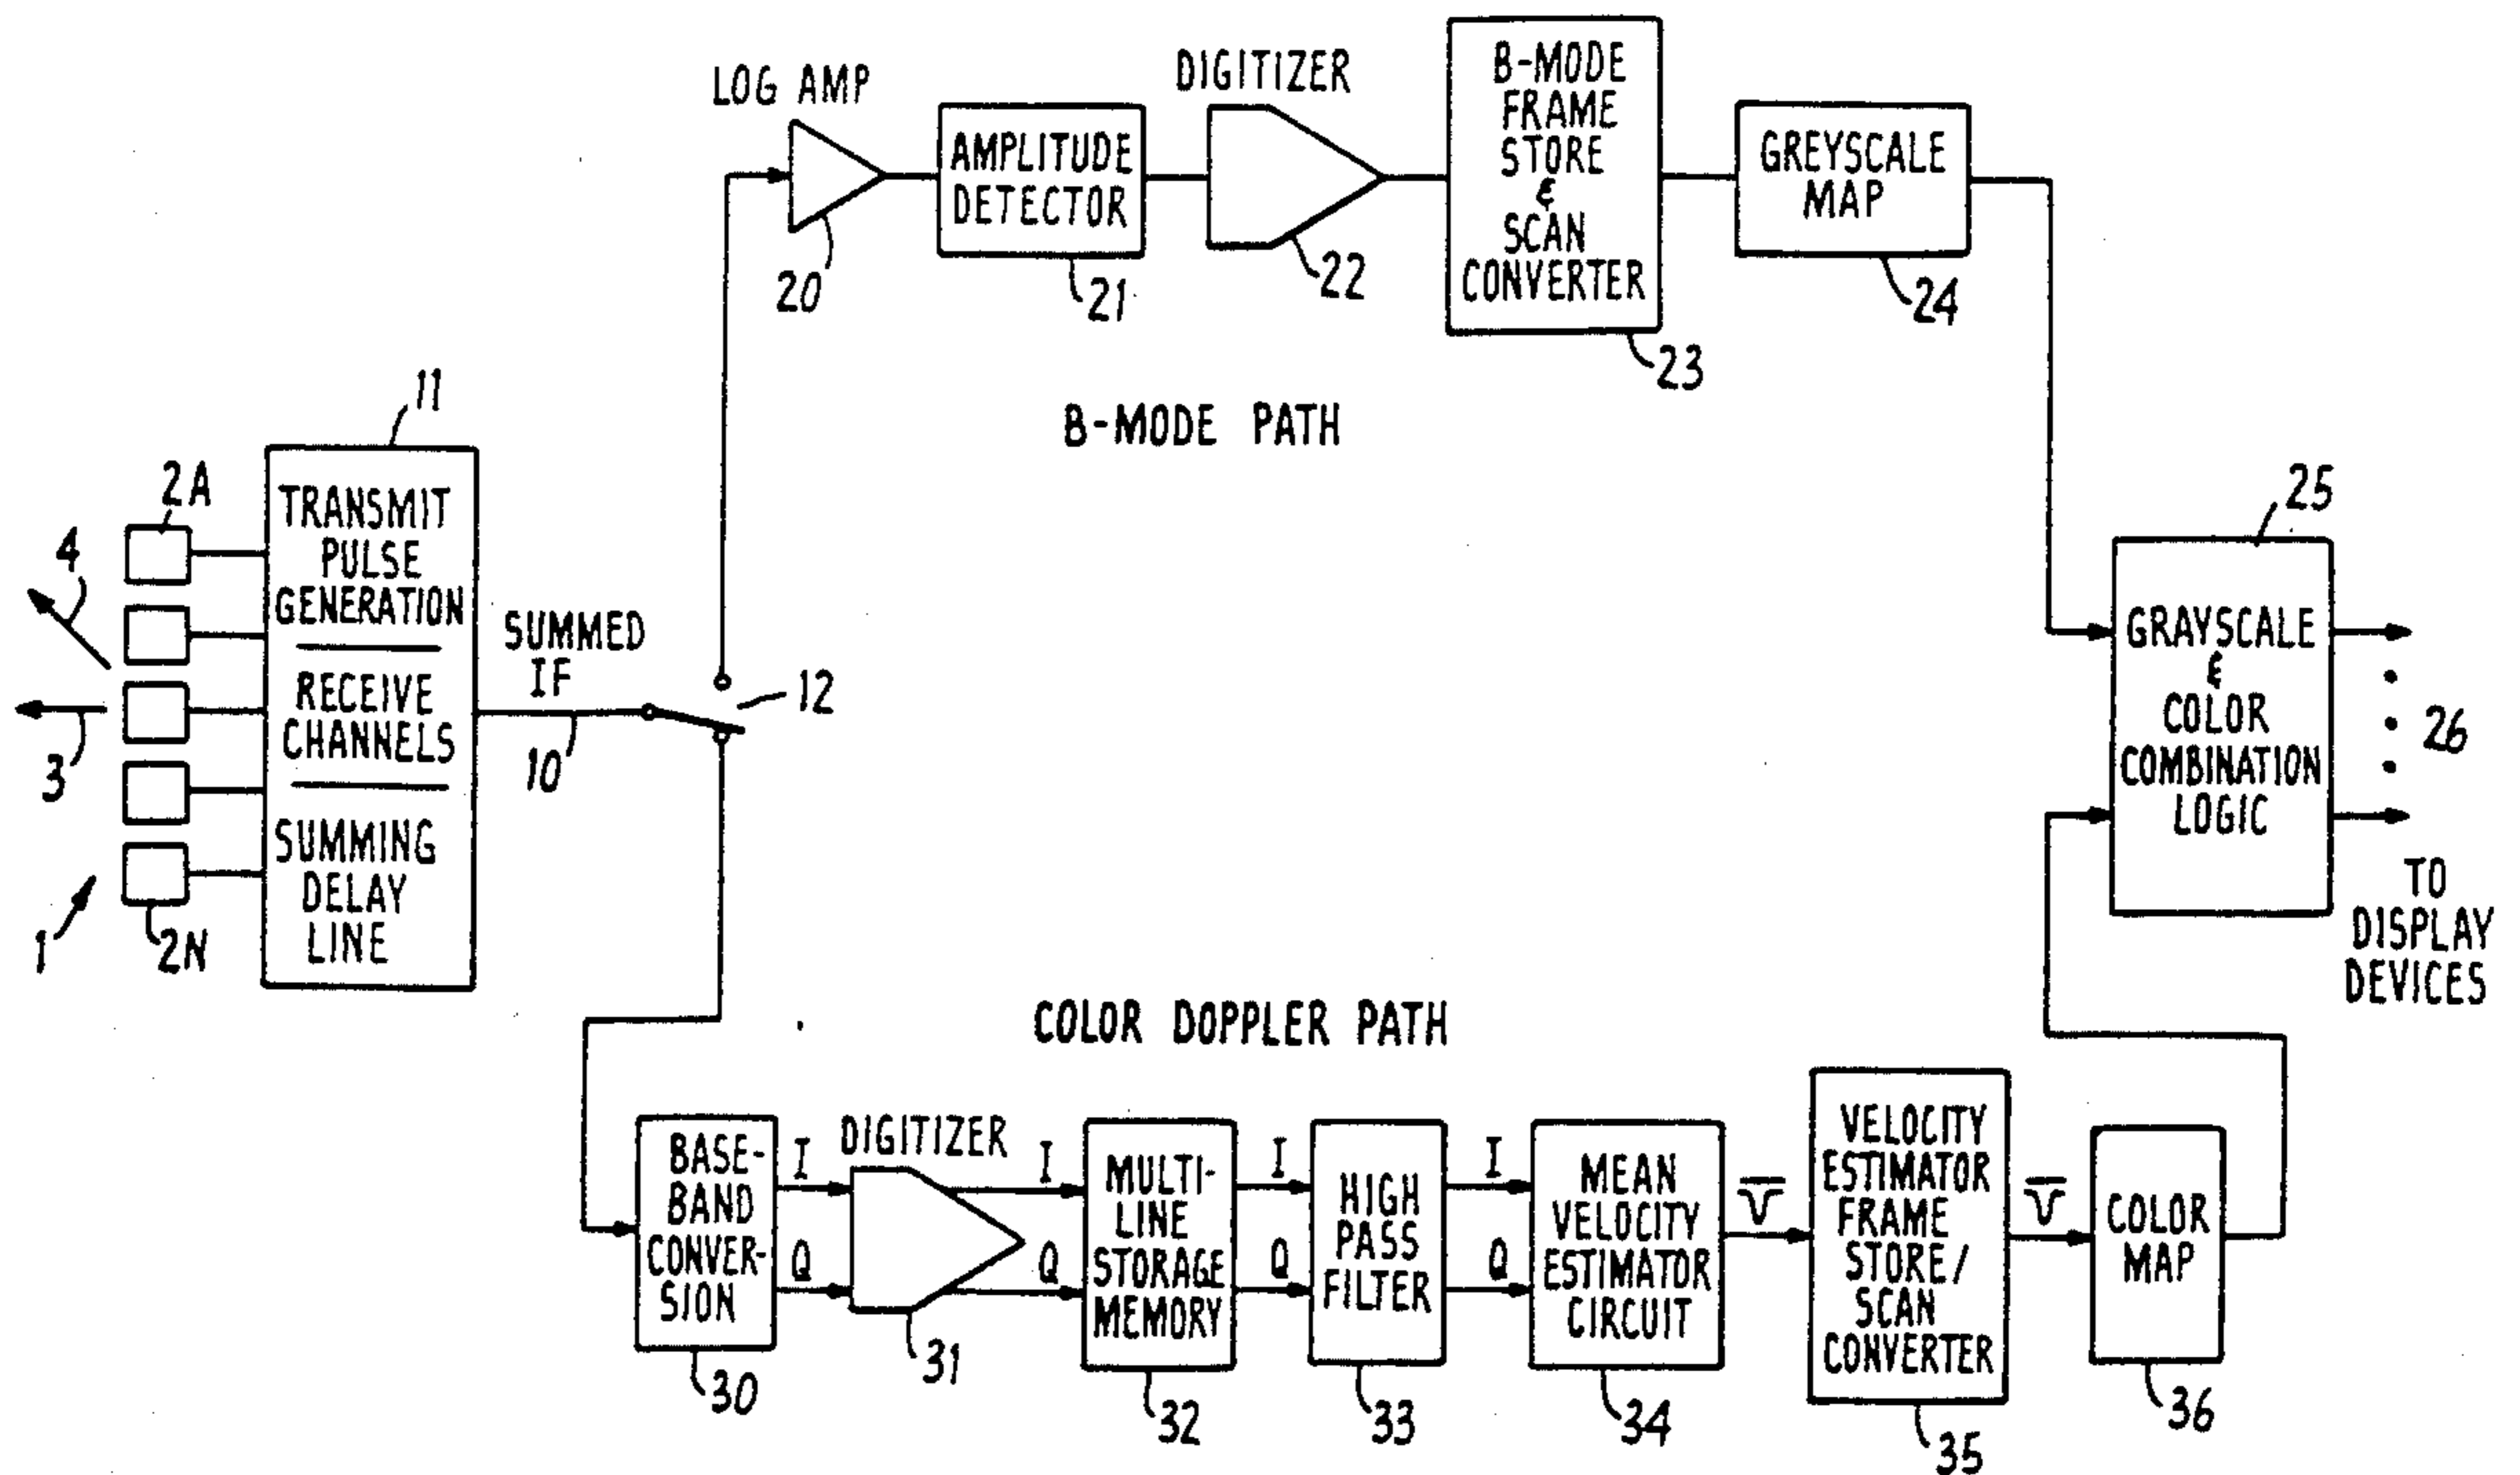 LOG AMP
20
AMPLITUDE
DETECTOR
21
DIGITIZER
22
B-MODE
FRAME
STORE
&
SCAN
CONVERTER
23
GREYSCALE
MAP
24
B-MODE PATH
11
2A
4
3
1
2N
TRANSMIT
PULSE
GENERATION
RECEIVE
CHANNELS
SUMMING
DELAY
LINE
SUMMED
IF
10
12
25
GRAYSCALE
&
COLOR
COMBINATION
LOGIC
26
TO
DISPLAY
DEVICES
COLOR DOPPLER PATH
BASE-
BAND
CONVER-
SION
30
I
Q
DIGITIZER
31
I
Q
MULTI-
LINE
STORAGE
MEMORY
32
I
Q
HIGH
PASS
FILTER
33
I
Q
MEAN
VELOCITY
ESTIMATOR
CIRCUIT
34
V̅
VELOCITY
ESTIMATOR
FRAME
STORE/
SCAN
CONVERTER
35
V̅
COLOR
MAP
36